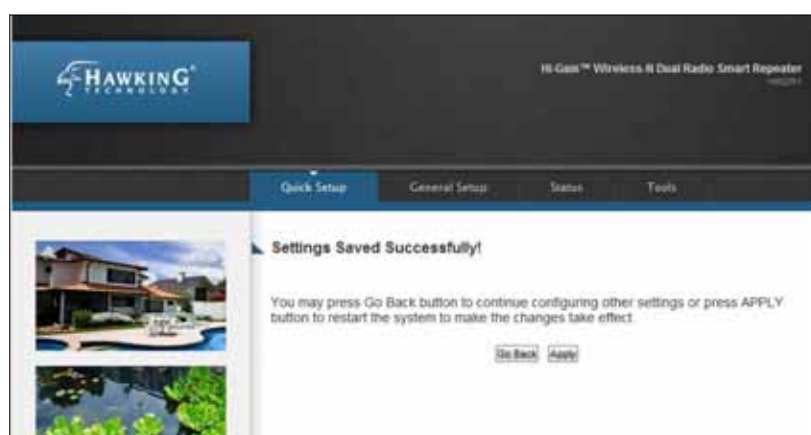 HAWKING
TECHNOLOGY
Hi-Gain™ Wireless-N Dual Radio Smart Repeater
Quick Setup General Setup Status Tools
Settings Saved Successfully!
You may press Go Back button to continue configuring other settings or press APPLY
button to restart the system to make the changes take effect.
Go Back Apply